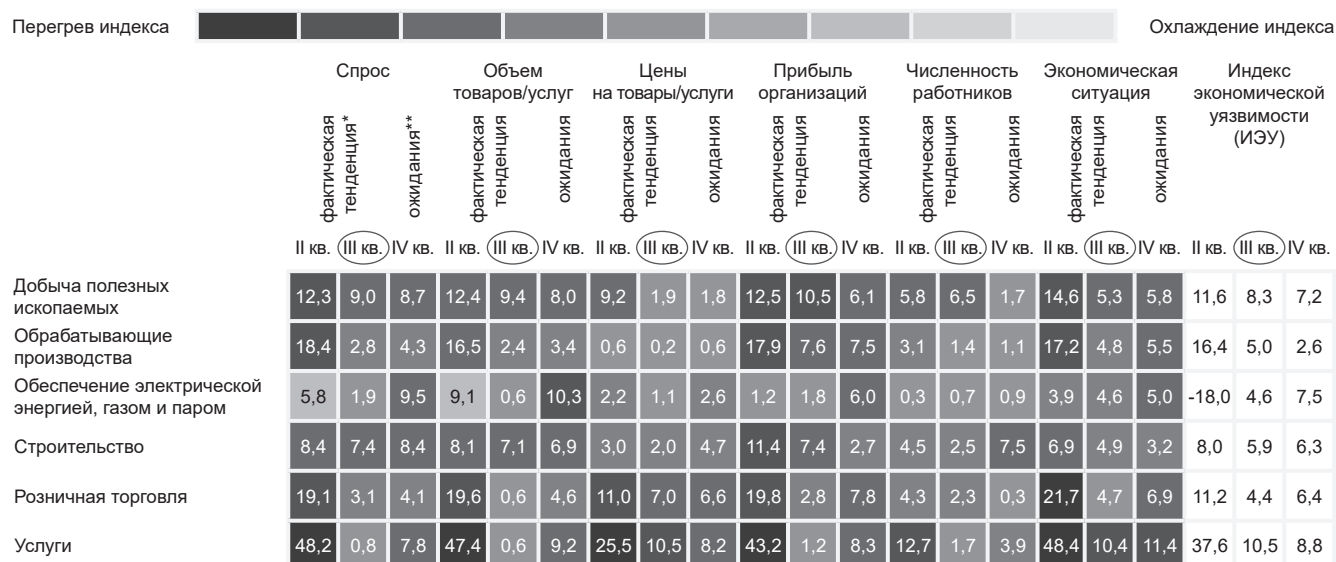 Перегрев индекса
Охлаждение индекса
Спрос
Объем
товаров/услуг
Цены
на товары/услуги
Прибыль
организаций
Численность
работников
Экономическая
ситуация
Индекс
экономической
уязвимости
(ИЭУ)
фактическая
тенденция*
ожидания**
фактическая
тенденция
ожидания
фактическая
тенденция
ожидания
фактическая
тенденция
ожидания
фактическая
тенденция
ожидания
фактическая
тенденция
ожидания
II кв. III кв. IV кв. II кв. III кв. IV кв. II кв. III кв. IV кв. II кв. III кв. IV кв. II кв. III кв. IV кв. II кв. III кв. IV кв. II кв. III кв. IV кв.
Добыча полезных
ископаемых
12,3 9,0 8,7 12,4 9,4 8,0 9,2 1,9 1,8 12,5 10,5 6,1 5,8 6,5 1,7 14,6 5,3 5,8 11,6 8,3 7,2
Обрабатывающие
производства
18,4 2,8 4,3 16,5 2,4 3,4 0,6 0,2 0,6 17,9 7,6 7,5 3,1 1,4 1,1 17,2 4,8 5,5 16,4 5,0 2,6
Обеспечение электрической
энергией, газом и паром
5,8 1,9 9,5 9,1 0,6 10,3 2,2 1,1 2,6 1,2 1,8 6,0 0,3 0,7 0,9 3,9 4,6 5,0 -18,0 4,6 7,5
Строительство
8,4 7,4 8,4 8,1 7,1 6,9 3,0 2,0 4,7 11,4 7,4 2,7 4,5 2,5 7,5 6,9 4,9 3,2 8,0 5,9 6,3
Розничная торговля
19,1 3,1 4,1 19,6 0,6 4,6 11,0 7,0 6,6 19,8 2,8 7,8 4,3 2,3 0,3 21,7 4,7 6,9 11,2 4,4 6,4
Услуги
48,2 0,8 7,8 47,4 0,6 9,2 25,5 10,5 8,2 43,2 1,2 8,3 12,7 1,7 3,9 48,4 10,4 11,4 37,6 10,5 8,8